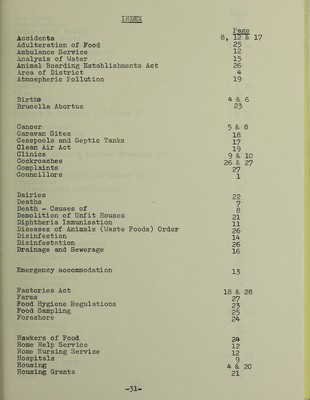 INDEX
Page
Accidents 8, 12 & 17
Adulteration of Food 25
Ambulance Service 12
Analysis of Water 15
Animal Boarding Establishments Act 26
Area of District 4
Atmospheric Pollution 19
Births 4 & 6
Brucella Abortus 23
Cancer 5 & 8
Caravan Sites 18
Cesspools and Septic Tanks 17
Clean Air Act 19
Clinics 9 & 10
Cockroaches 26 & 27
Complaints 27
Councillors 1
Dairies 22
Deaths 7
Death - Causes of 8
Demolition of Unfit Houses 21
Diphtheria Immunisation 11
Diseases of Animals (Waste Foods) Order 26
Disinfection 14
Disinfestation 26
Drainage and Sewerage 16
Emergency accommodation 13
Factories Act 18 & 28
Farms 27
Food Hygiene Regulations 23
Food Sampling 25
Foreshore 24
Hawkers of Food 24
Home Help Service 12
Home Nursing Service 12
Hospitals 9
Housing 4 & 20
Housing Grants 21
-31-